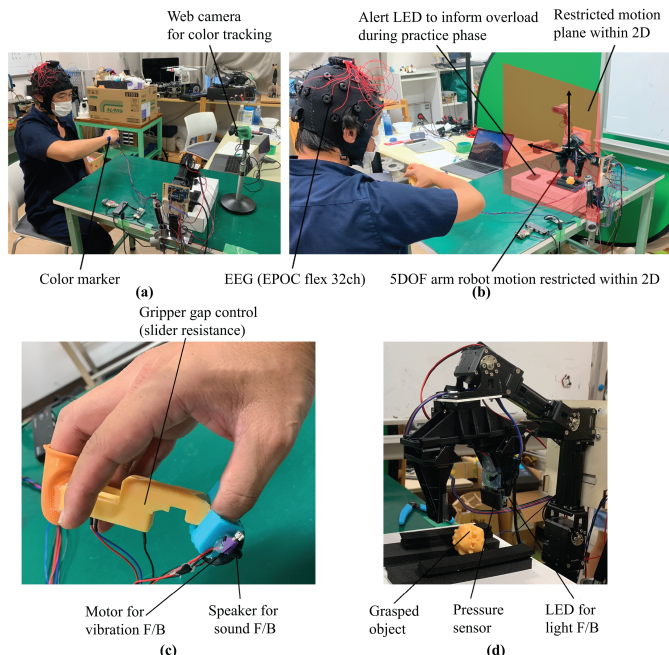 Web camera
for color tracking
Alert LED to inform overload
during practice phase
Restricted motion
plane within 2D
Color marker
EEG (EPOC flex 32ch)
5DOF arm robot motion restricted within 2D
(a)
(b)
Gripper gap control
(slider resistance)
Motor for
vibration F/B
Speaker for
sound F/B
Grasped
object
Pressure
sensor
LED for
light F/B
(c)
(d)